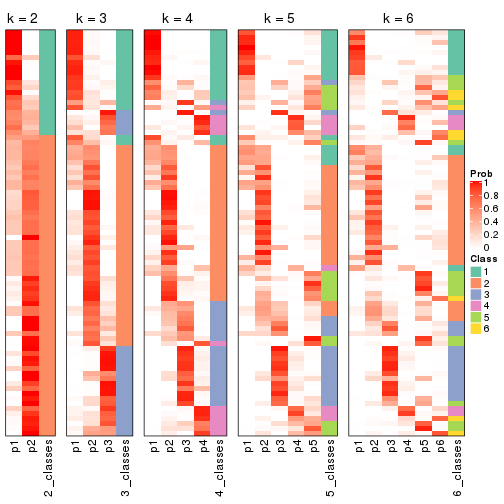 k = 2
k = 3
k = 4
k = 5
k = 6
Prob
1
0.8
0.6
0.4
0.2
0
Class
1
2
3
4
5
6
p1
p2
2_classes
p1
p2
p3
3_classes
p1
p2
p3
p4
4_classes
p1
p2
p3
p4
p5
5_classes
p1
p2
p3
p4
p5
p6
6_classes